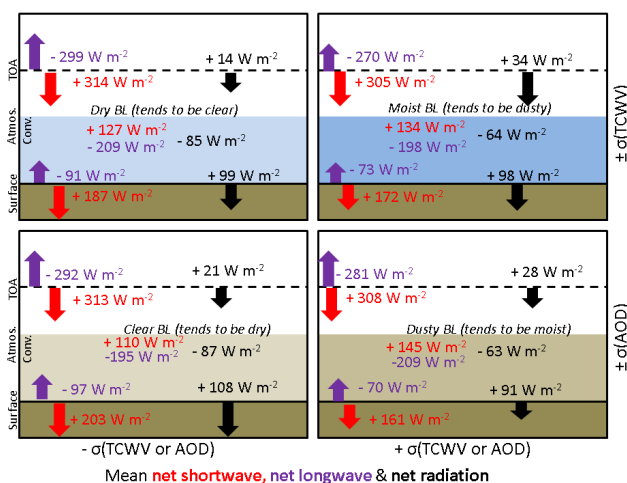 - 299 W m-2
+ 14 W m-2
TOA
+ 314 W m-2
Dry BL (tends to be clear)
Atmos.
Conv.
+ 127 W m-2
- 209 W m-2
- 85 W m-2
- 91 W m-2
+ 99 W m-2
Surface
+ 187 W m-2
- 270 W m-2
+ 34 W m-2
+ 305 W m-2
Moist BL (tends to be dusty)
+ 134 W m-2
- 198 W m-2
- 64 W m-2
- 73 W m-2
+ 98 W m-2
+ 172 W m-2
± σ(TCWV)
- 292 W m-2
+ 21 W m-2
TOA
+ 313 W m-2
Clear BL (tends to be dry)
Atmos.
Conv.
+ 110 W m-2
-195 W m-2
- 87 W m-2
- 97 W m-2
+ 108 W m-2
Surface
+ 203 W m-2
- 281 W m-2
+ 28 W m-2
+ 308 W m-2
Dusty BL (tends to be moist)
+ 145 W m-2
-209 W m-2
- 63 W m-2
- 70 W m-2
+ 91 W m-2
+ 161 W m-2
± σ(AOD)
- σ(TCWV or AOD)
+ σ(TCWV or AOD)
Mean net shortwave, net longwave & net radiation